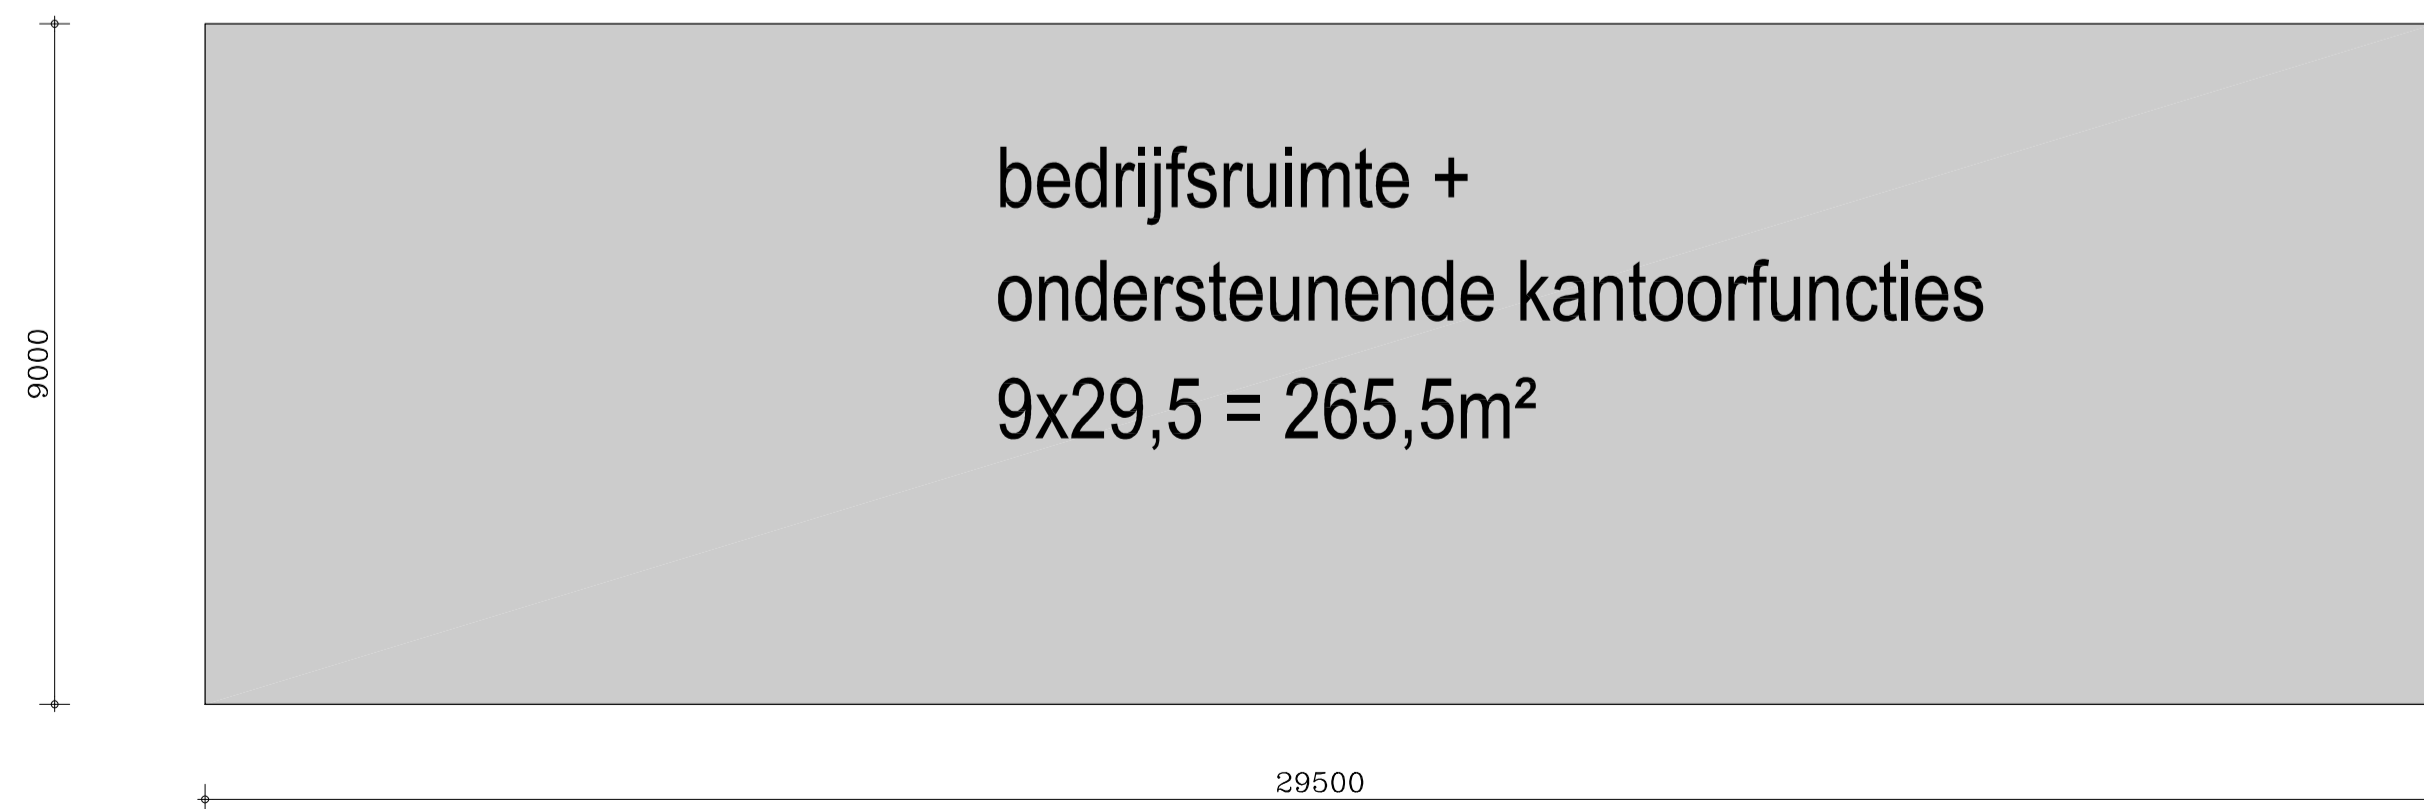 bedrijfsruimte +
ondersteunende kantoorfuncties
9x29,5 = 265,5m²
9000
29500